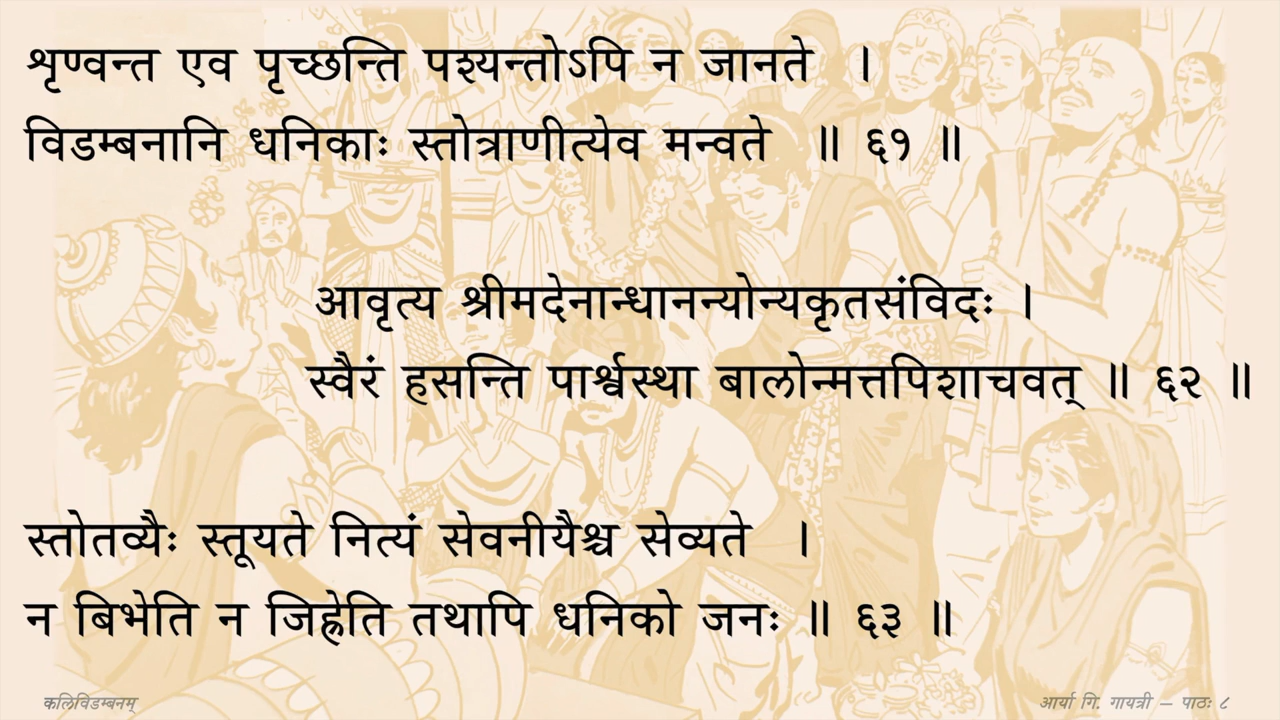 शृण्वन्त एव पृच्छन्ति पश्यन्तोऽपि न जानते ।
विडम्बनानि धनिकाः स्तोत्राणीत्येव मन्वते ॥ ६१ ॥
आवृत्य श्रीमदेनान्धानन्योन्यकृतसंविदः ।
स्वैरं हसन्ति पार्श्वस्था बालोन्मत्तपिशाचवत् ॥ ६२ ॥
स्तोतव्यैः स्तूयते नित्यं सेवनीयैश्च सेव्यते ।
न बिभेति न जिह्रेति तथापि धनिको जनः ॥ ६३ ॥
कलिविडम्बनम्
आर्या गि. गायत्री – पाठः ८